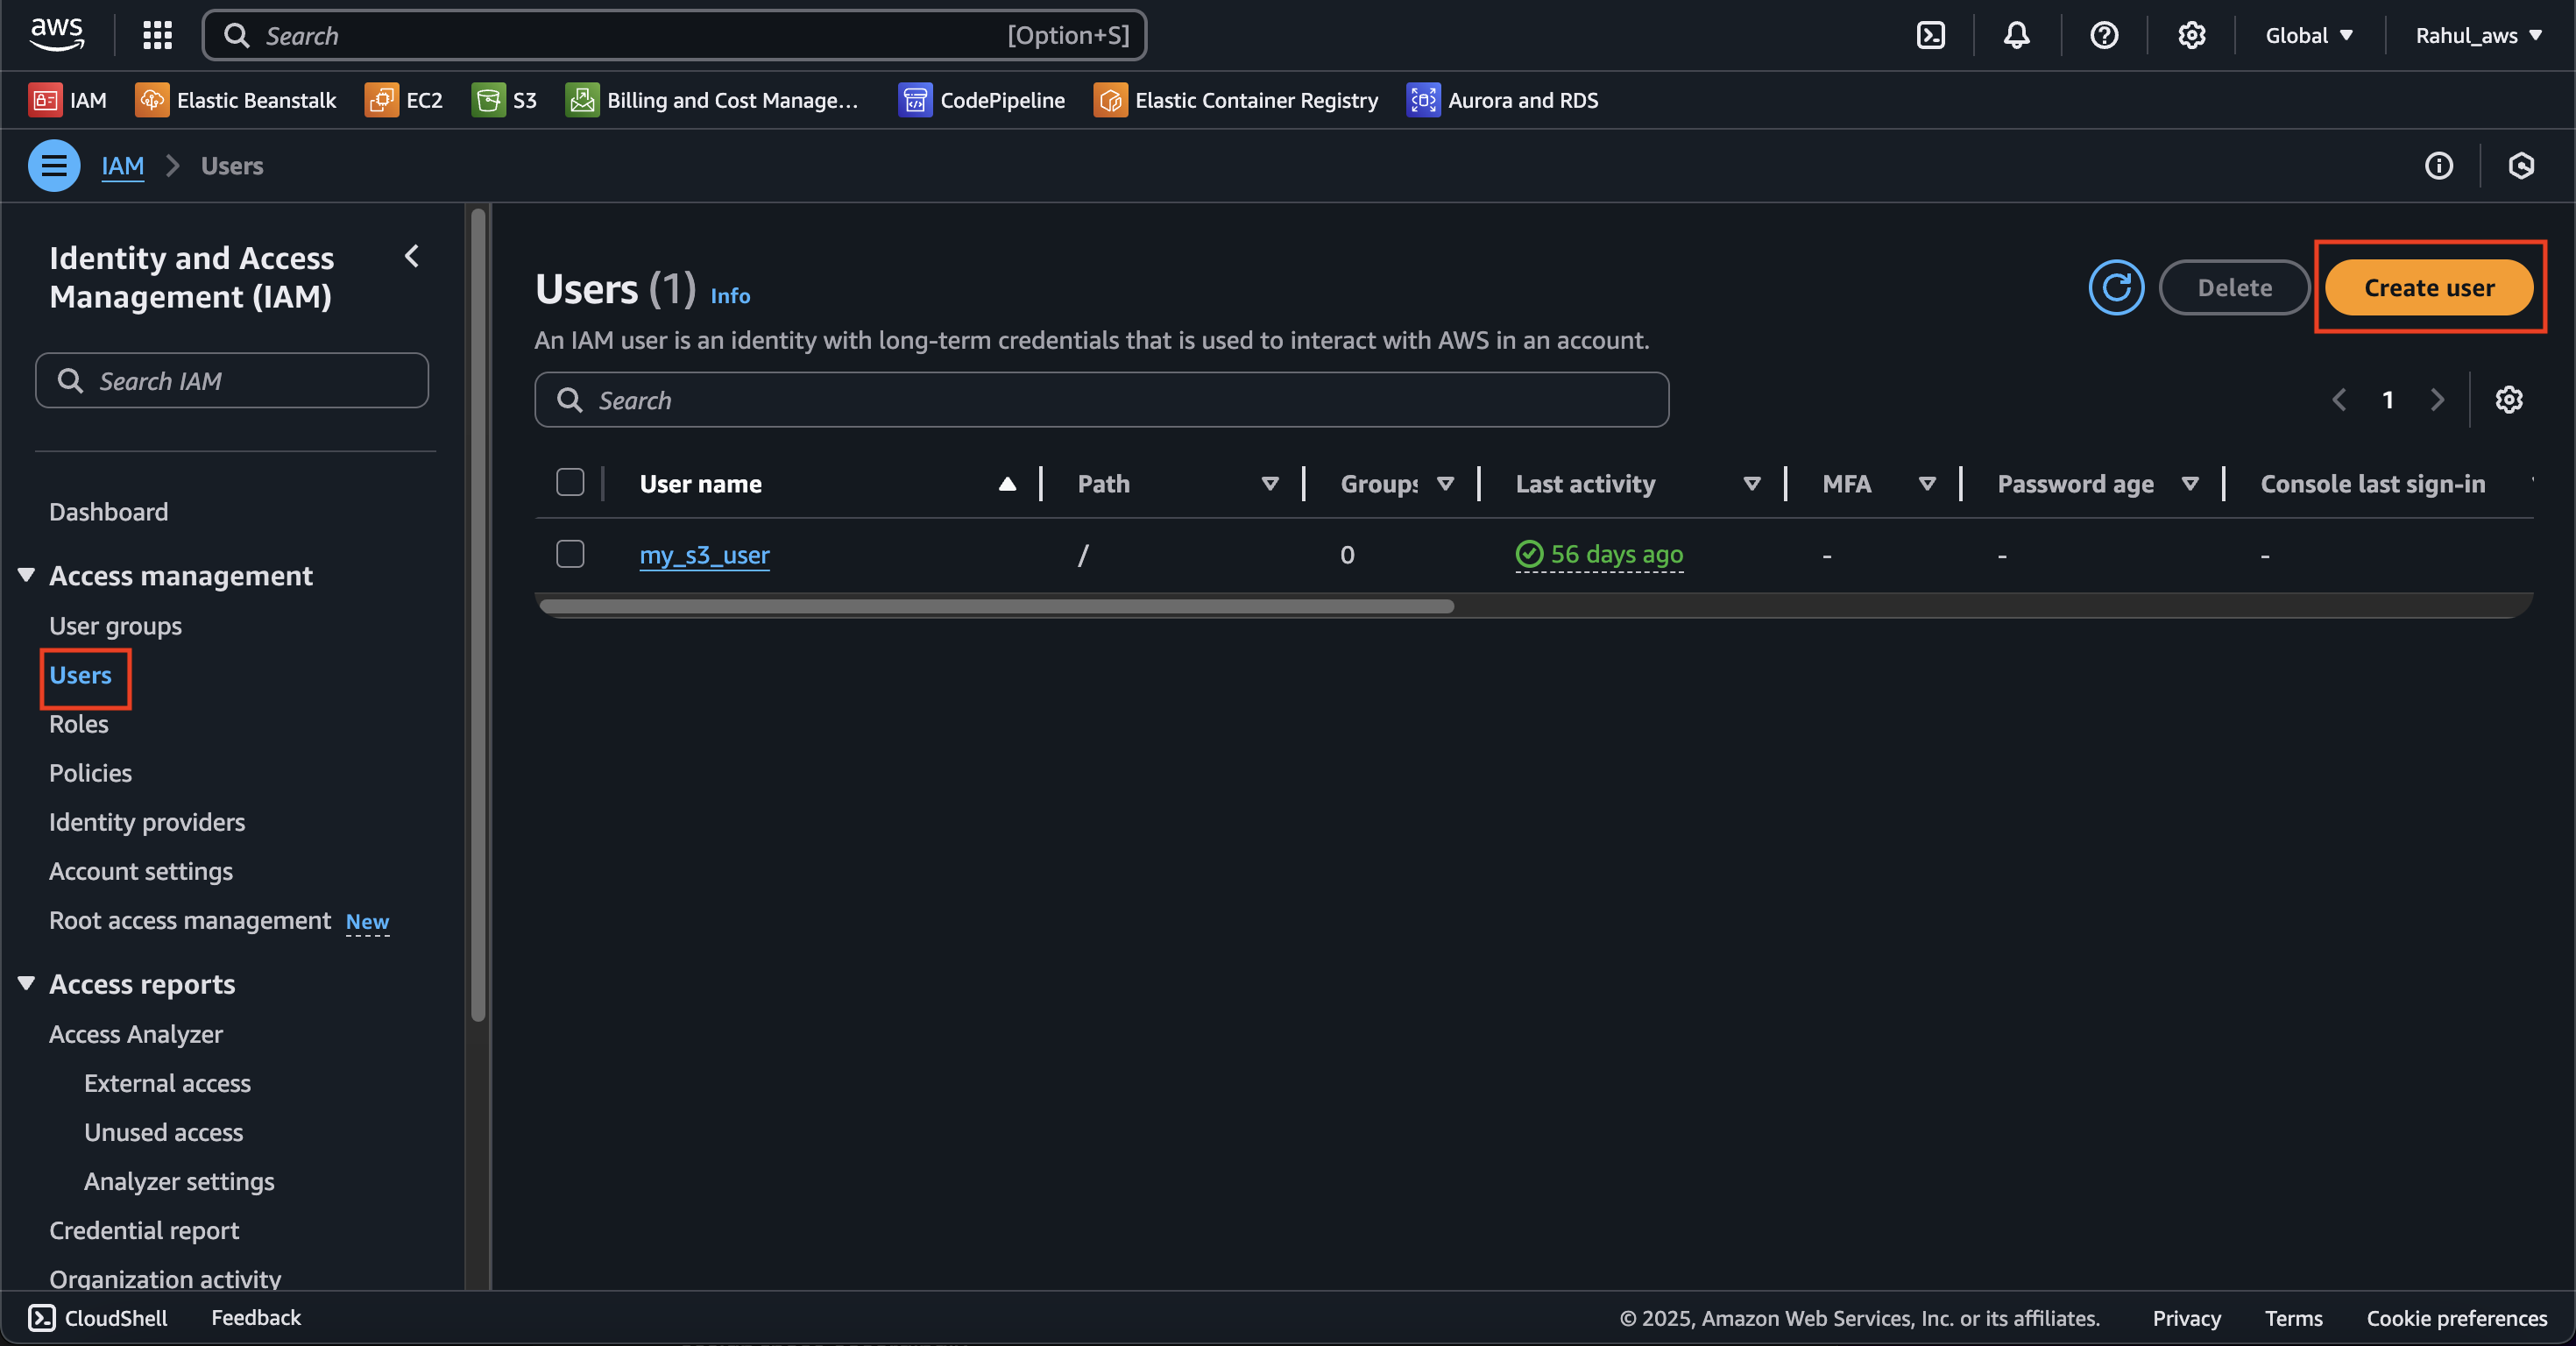 aws
Search [Option+S]
Global Rahul_aws
IAM Elastic Beanstalk EC2 S3 Billing and Cost Manage... CodePipeline Elastic Container Registry Aurora and RDS
IAM Users
Identity and Access
Management (IAM)
Search IAM
Dashboard
Access management
User groups
Users
Roles
Policies
Identity providers
Account settings
Root access management New
Access reports
Access Analyzer
External access
Unused access
Analyzer settings
Credential report
Organization activity
Users (1) Info
Delete
Create user
An IAM user is an identity with long-term credentials that is used to interact with AWS in an account.
Search
1
User name Path Groups Last activity MFA Password age Console last sign-in
my_s3_user / 0 56 days ago - - -
CloudShell Feedback © 2025, Amazon Web Services, Inc. or its affiliates. Privacy Terms Cookie preferences